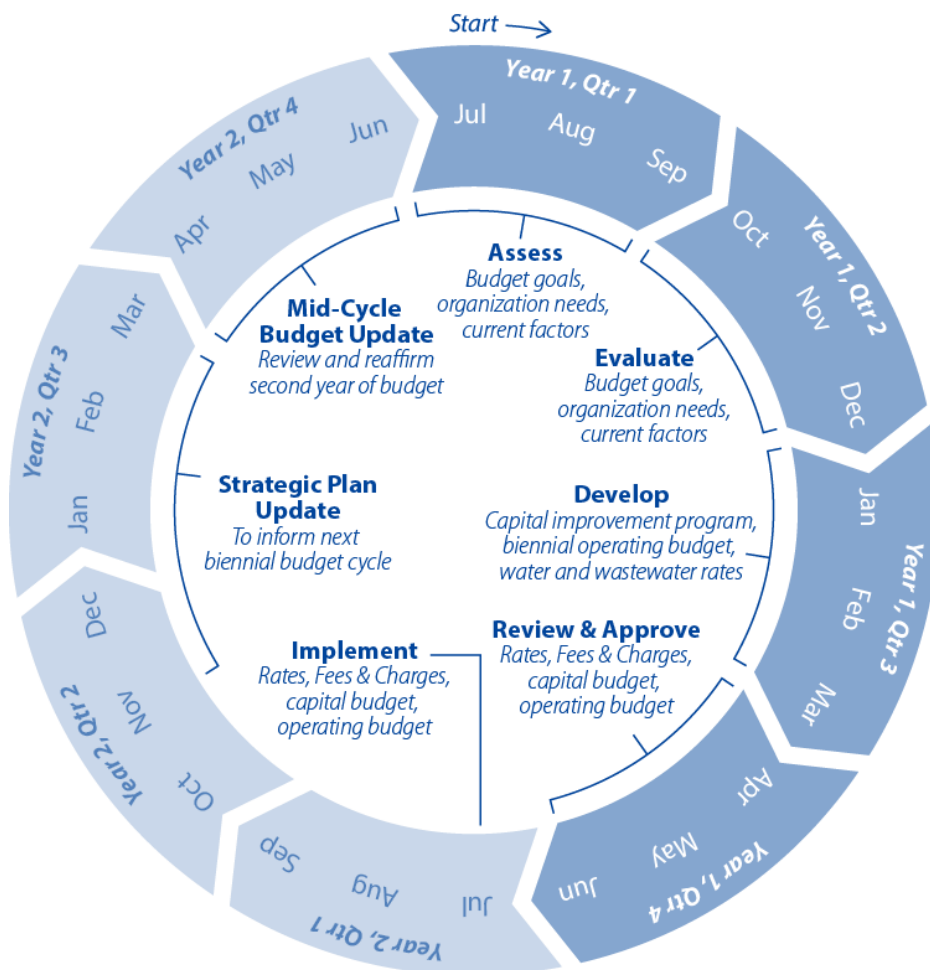 Start
Year 1, Qtr 1
Jul
Aug
Sep
Year 1, Qtr 2
Oct
Nov
Dec
Year 1, Qtr 3
Jan
Feb
Mar
Year 1, Qtr 4
Apr
May
Jun
Year 2, Qtr 1
Jul
Aug
Sep
Year 2, Qtr 2
Oct
Nov
Dec
Year 2, Qtr 3
Jan
Feb
Mar
Year 2, Qtr 4
Apr
May
Jun
Assess
Budget goals,
organization needs,
current factors
Evaluate
Budget goals,
organization needs,
current factors
Develop
Capital improvement program,
biennial operating budget,
water and wastewater rates
Review & Approve
Rates, Fees & Charges,
capital budget,
operating budget
Implement
Rates, Fees & Charges,
capital budget,
operating budget
Strategic Plan
Update
To inform next
biennial budget cycle
Mid-Cycle
Budget Update
Review and reaffirm
second year of budget